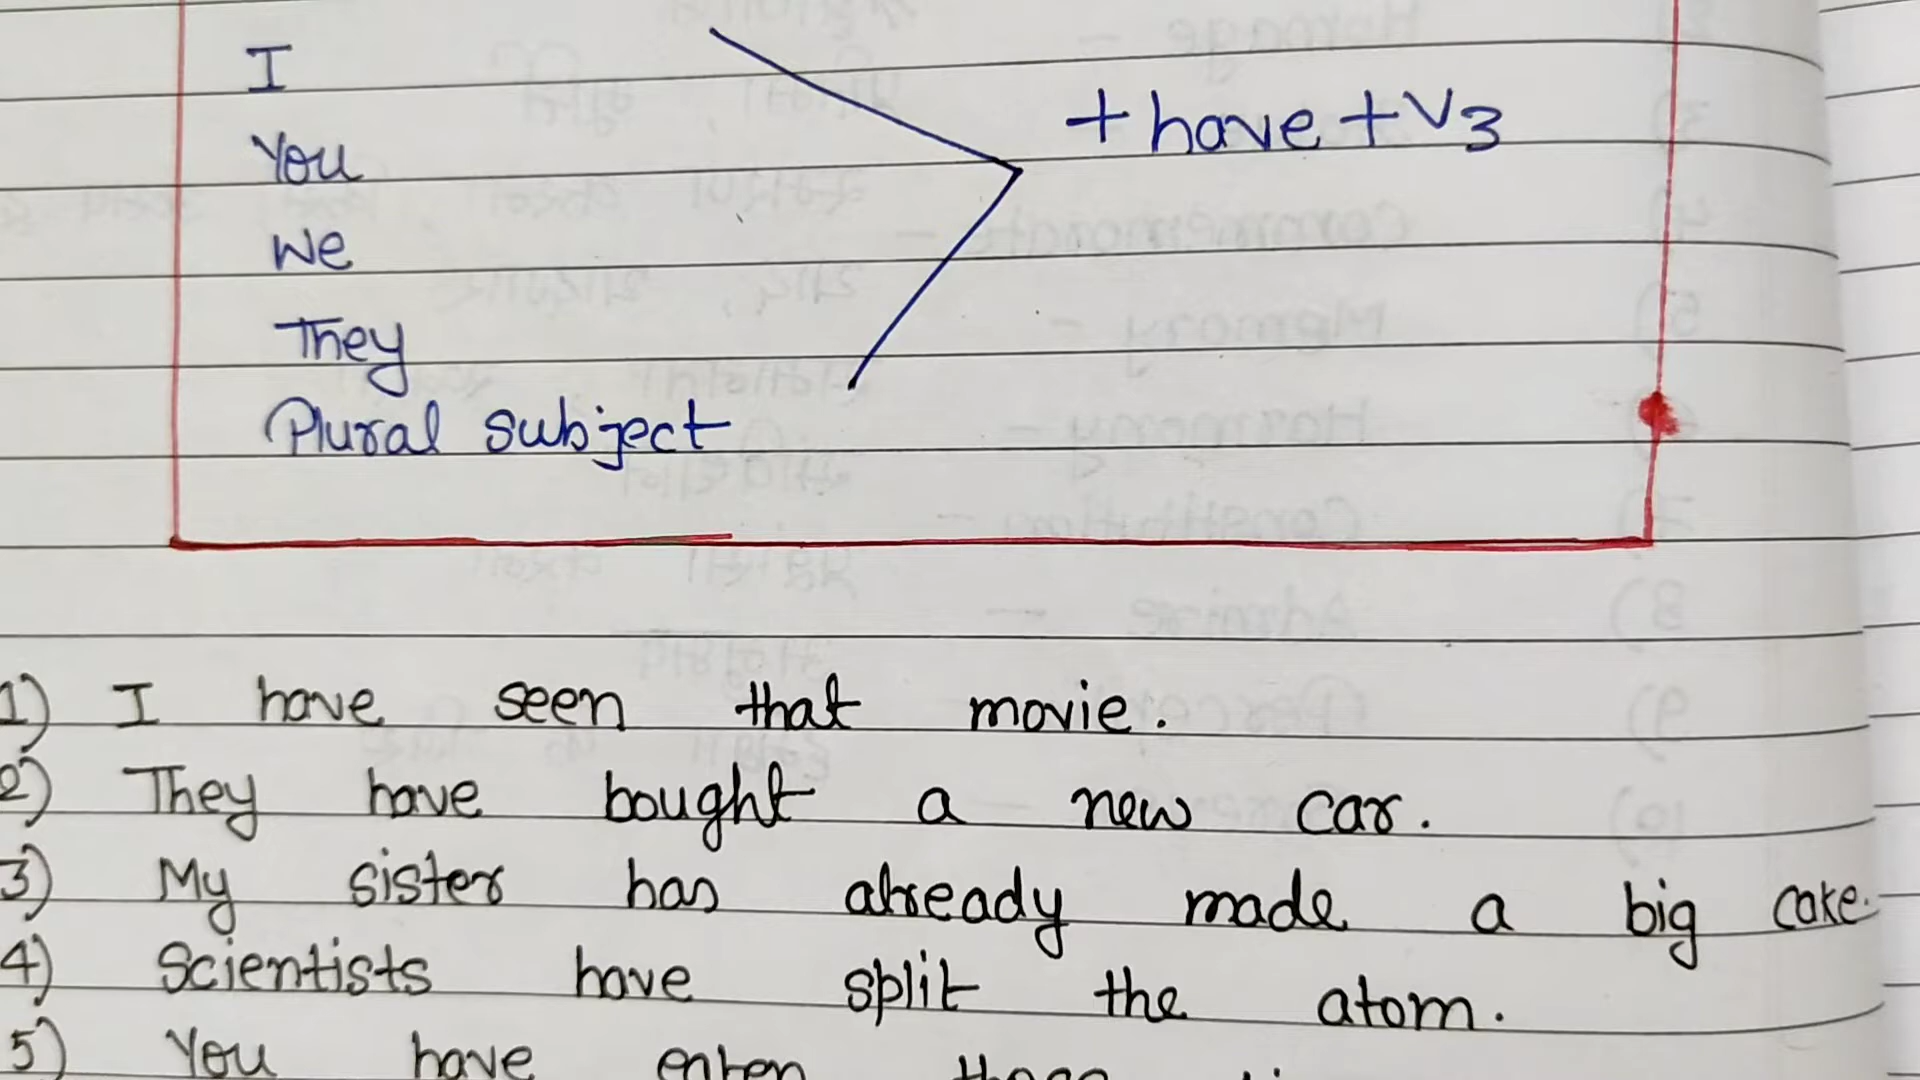 I
You
We
They
Plural subject
+ have + V3
1) I have seen that movie.
2) They have bought a new car.
3) My sister has already made a big cake.
4) Scientists have split the atom.
5) You have